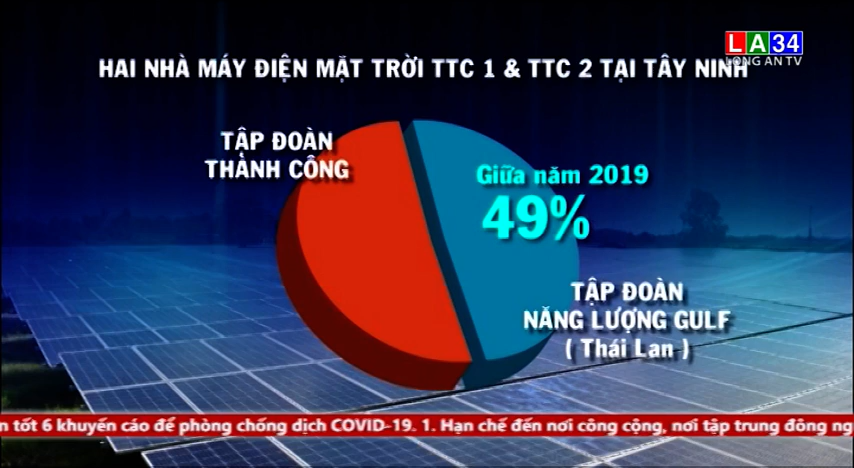 LA34
LONG AN TV
HAI NHÀ MÁY ĐIỆN MẶT TRỜI TTC 1 & TTC 2 TẠI TÂY NINH
TẬP ĐOÀN
THÀNH CÔNG
Giữa năm 2019
49%
TẬP ĐOÀN
NĂNG LƯỢNG GULF
( Thái Lan )
n tốt 6 khuyến cáo để phòng chống dịch COVID-19. 1. Hạn chế đến nơi công cộng, nơi tập trung đông ng